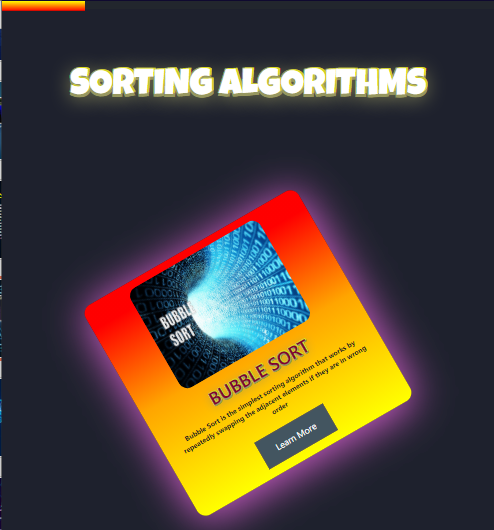 SORTING ALGORITHMS
BUBBLE
SORT
BUBBLE SORT
Bubble Sort is the simplest sorting algorithm that works by
repeatedly swapping the adjacent elements if they are in wrong
order
Learn More